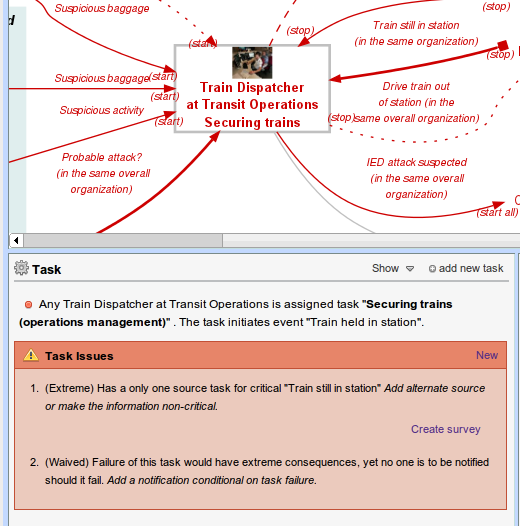 d
Suspicious baggage
(stop)
(start)
(stop)
Train still in station
(in the same organization)
(stop)
Suspicious baggage
(start)
(start)
Suspicious activity
(start)
Train Dispatcher
at Transit Operations
Securing trains
Drive train out
of station (in the
same overall
organization)
(stop)
Probable attack?
(in the same overall
organization)
IED attack suspected
(in the same overall
organization)
(start all)
Task
Show
add new task
Any Train Dispatcher at Transit Operations is assigned task "Securing trains
(operations management)" . The task initiates event "Train held in station".
Task Issues
New
1. (Extreme) Has a only one source task for critical "Train still in station" Add alternate source
or make the information non-critical.
Create survey
2. (Waived) Failure of this task would have extreme consequences, yet no one is to be notified
should it fail. Add a notification conditional on task failure.